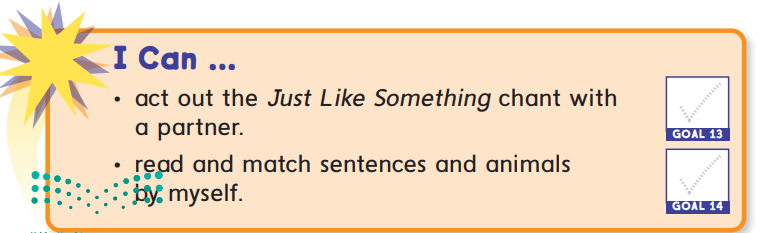 I Can ...
• act out the Just Like Something chant with
a partner.
GOAL 13
• read and match sentences and animals
by myself.
GOAL 14